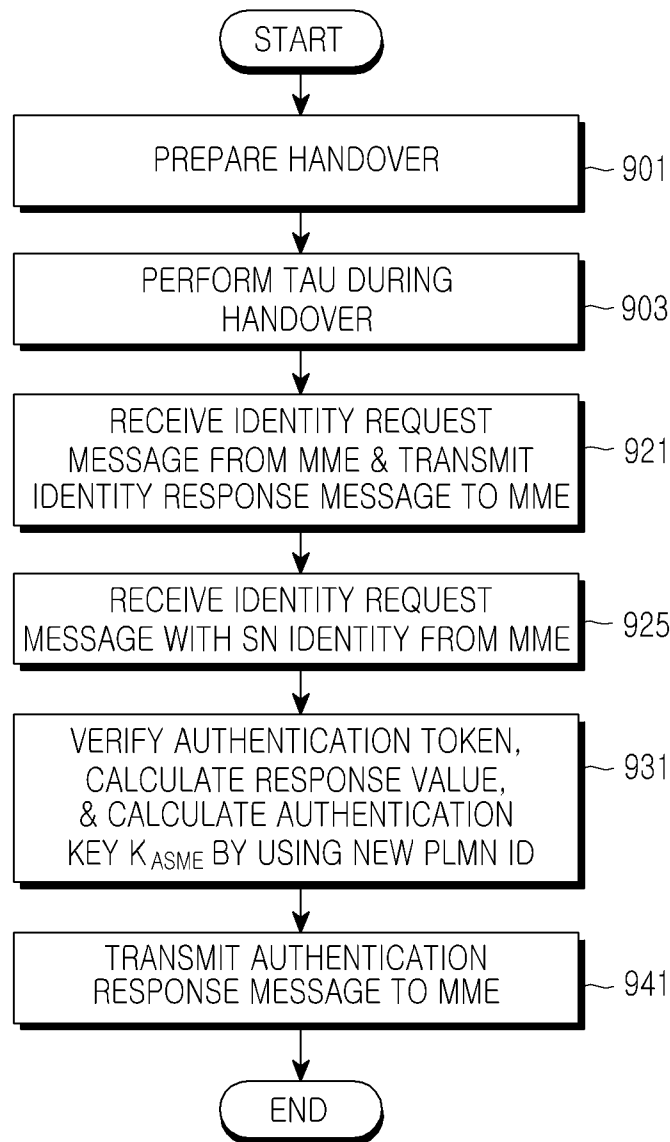 START
PREPARE HANDOVER
901
PERFORM TAU DURING
HANDOVER
903
RECEIVE IDENTITY REQUEST
MESSAGE FROM MME & TRANSMIT
IDENTITY RESPONSE MESSAGE TO MME
921
RECEIVE IDENTITY REQUEST
MESSAGE WITH SN IDENTITY FROM MME
925
VERIFY AUTHENTICATION TOKEN,
CALCULATE RESPONSE VALUE,
& CALCULATE AUTHENTICATION
KEY KASME BY USING NEW PLMN ID
931
TRANSMIT AUTHENTICATION
RESPONSE MESSAGE TO MME
941
END